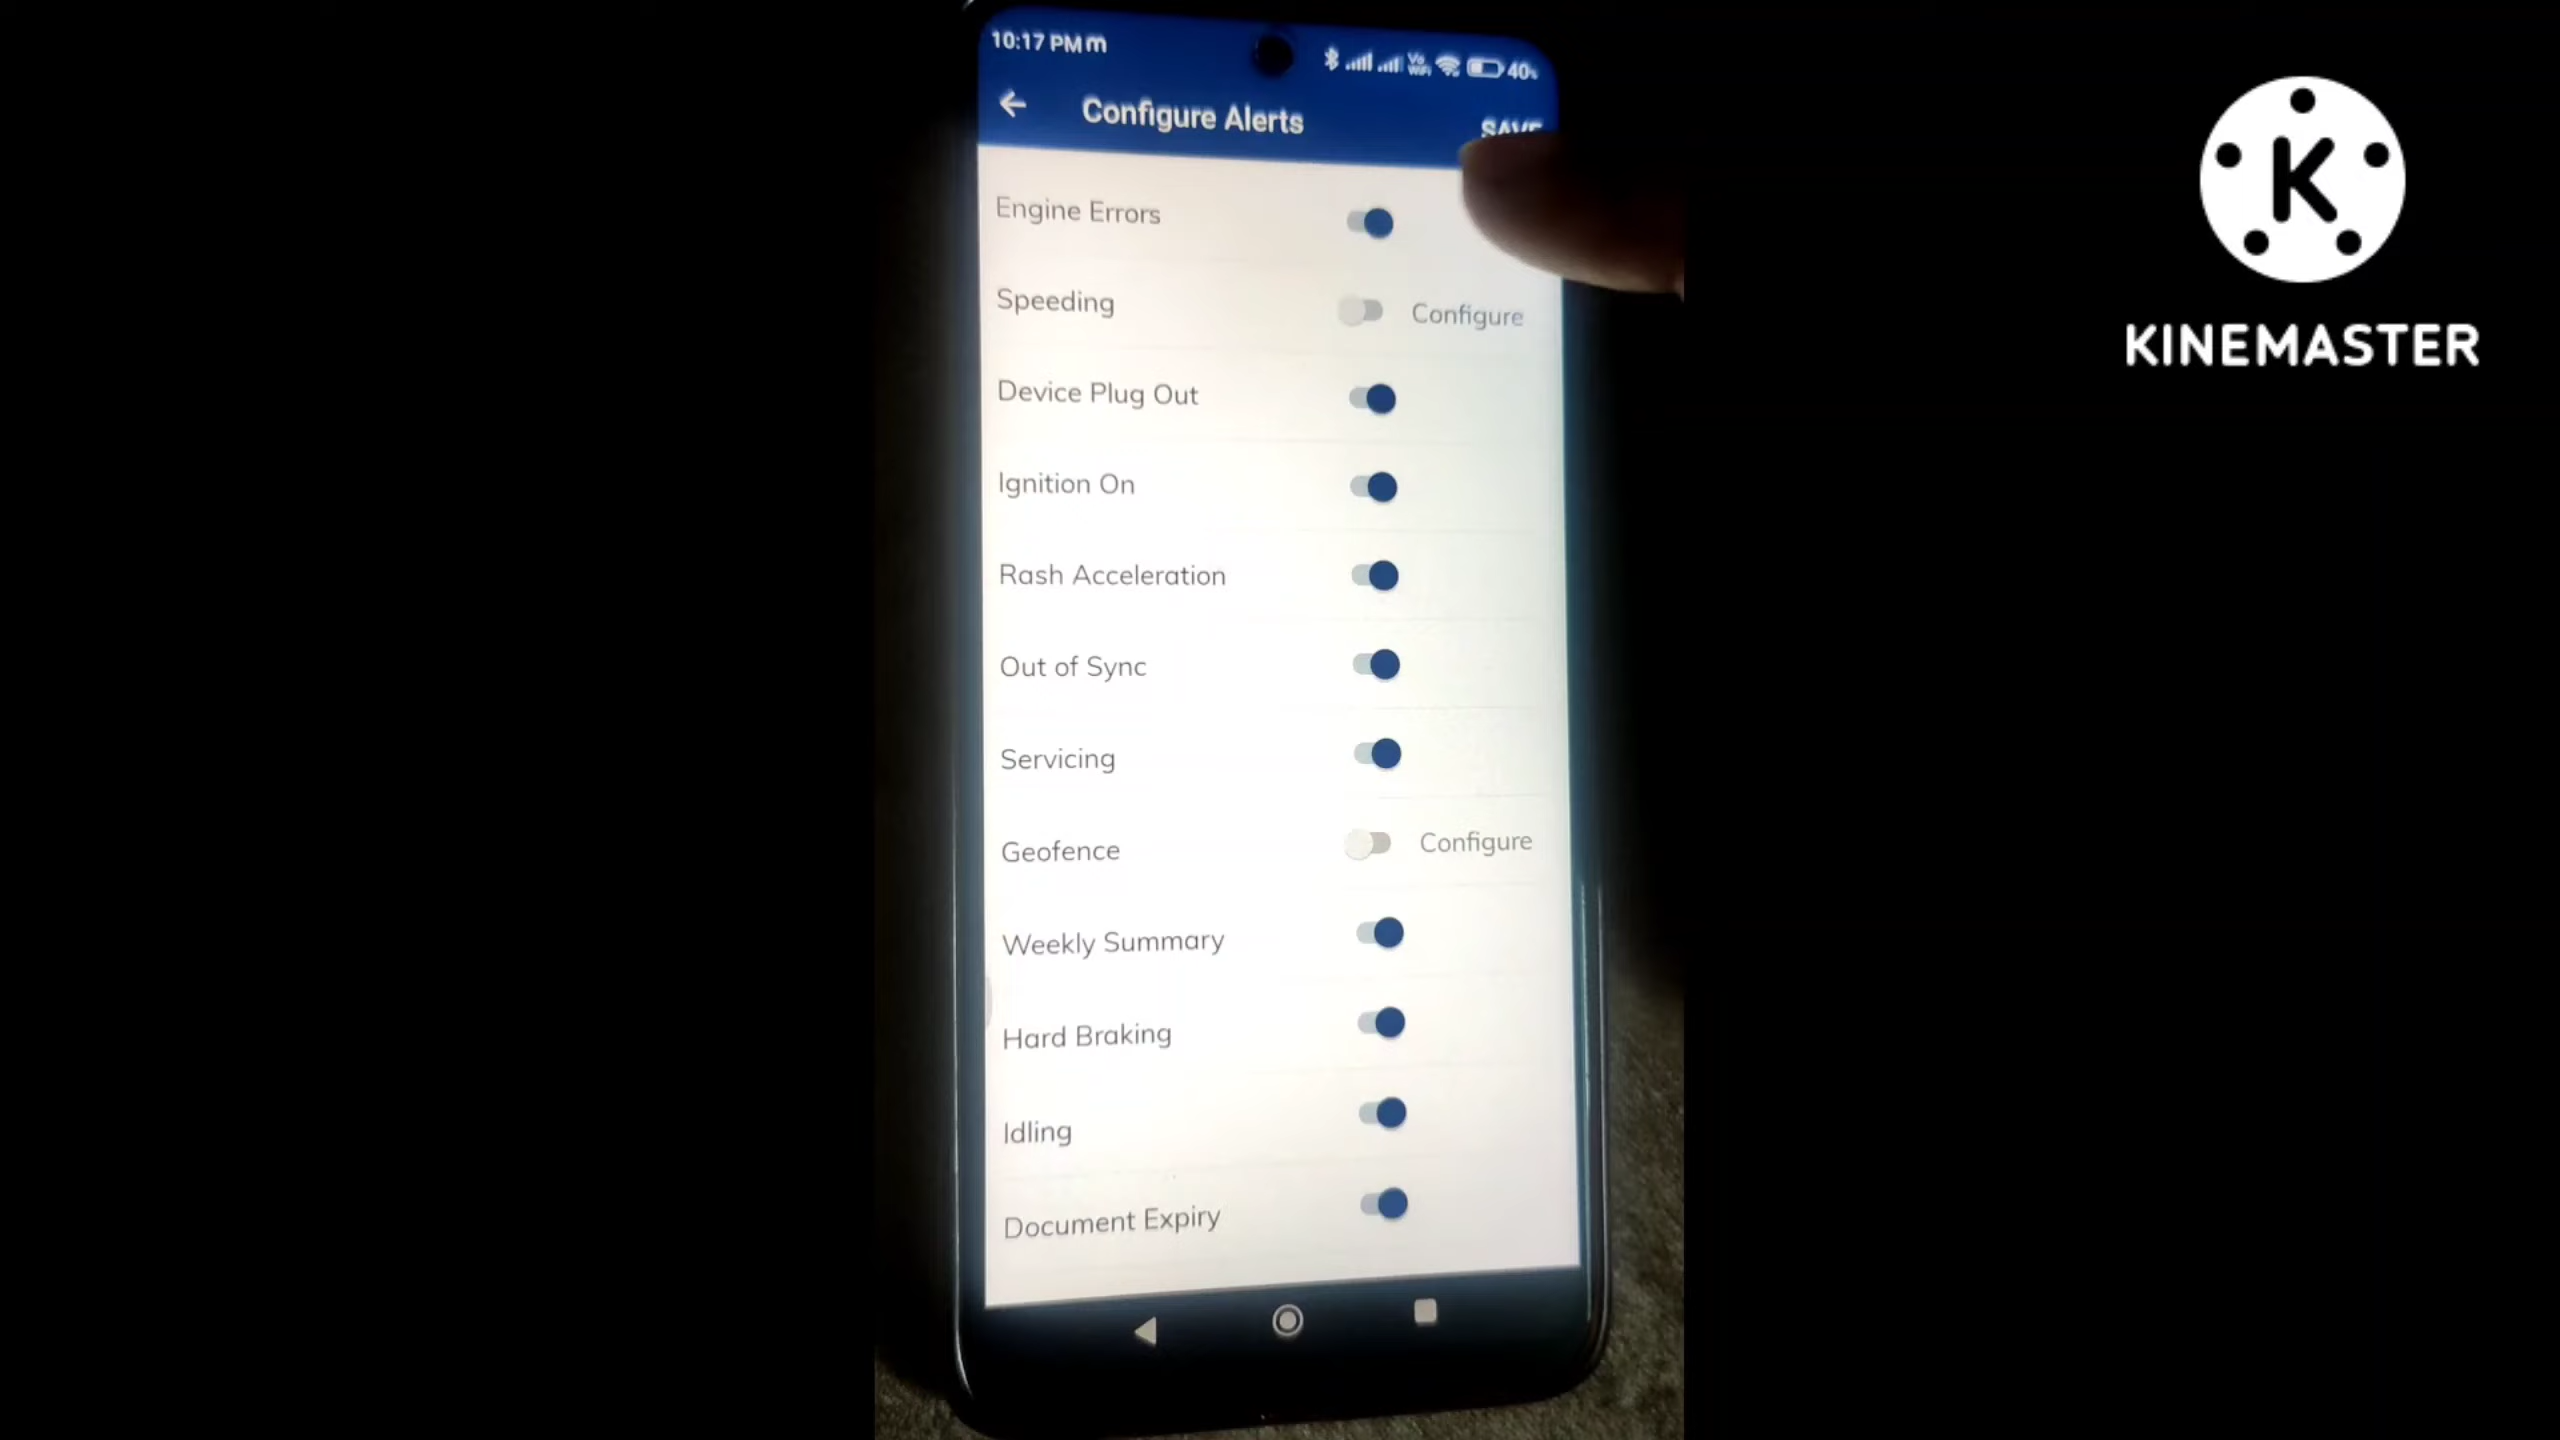 10:17 PM m
40%
Configure Alerts
SAVE
Engine Errors
Speeding Configure
Device Plug Out
Ignition On
Rash Acceleration
Out of Sync
Servicing
Geofence Configure
Weekly Summary
Hard Braking
Idling
Document Expiry
K
KINEMASTER